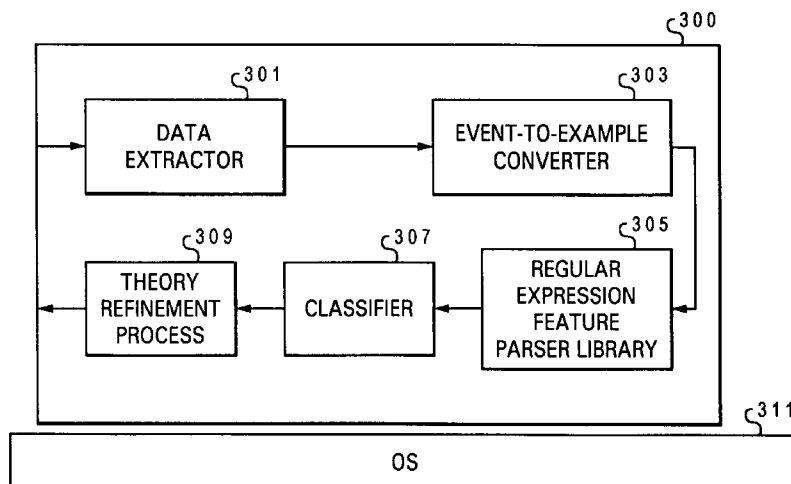 300
301
303
DATA
EXTRACTOR
EVENT-TO-EXAMPLE
CONVERTER
309
307
305
THEORY
REFINEMENT
PROCESS
CLASSIFIER
REGULAR
EXPRESSION
FEATURE
PARSER LIBRARY
311
OS